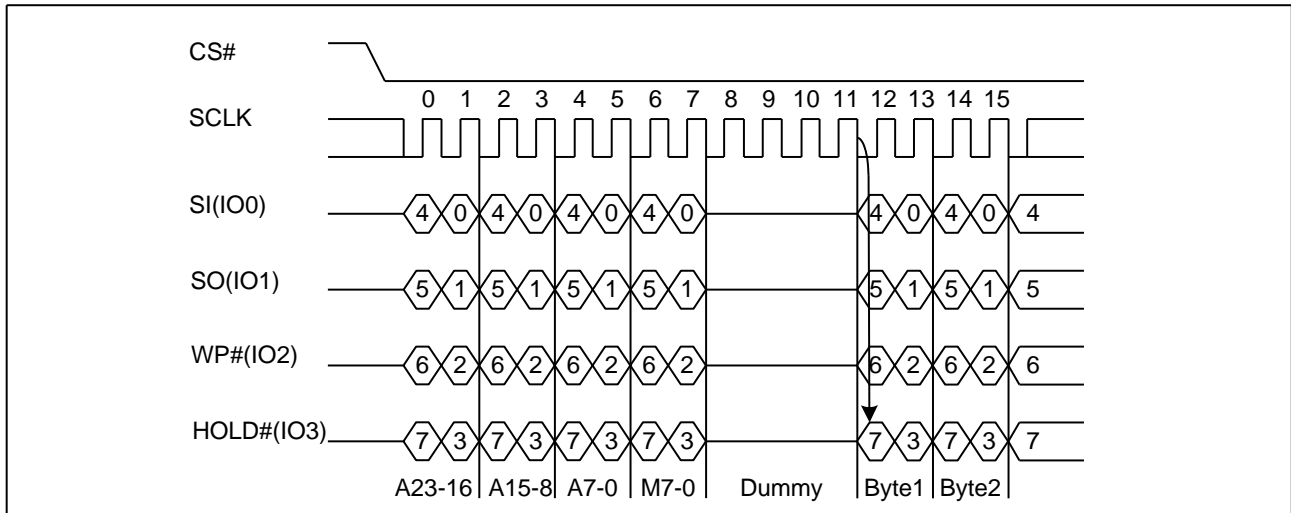 CS#
0 1 2 3 4 5 6 7 8 9 10 11 12 13 14 15
SCLK
SI(IO0) 4 0 4 0 4 0 4 0 4 0 4 0 4
SO(IO1) 5 1 5 1 5 1 5 1 5 1 5 1 5
WP#(IO2) 6 2 6 2 6 2 6 2 6 2 6 2 6
HOLD#(IO3) 7 3 7 3 7 3 7 3 7 3 7 3 7
A23-16 A15-8 A7-0 M7-0 Dummy Byte1 Byte2